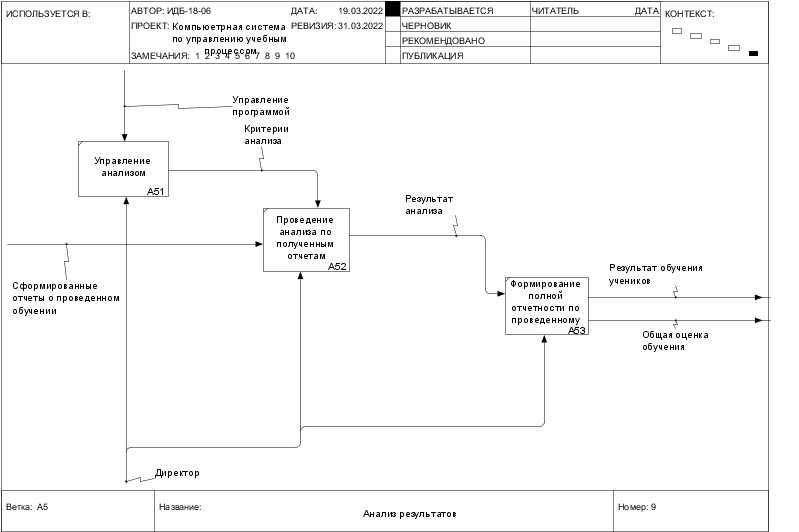 ИСПОЛЬЗУЕТСЯ В:
АВТОР: ИДБ-18-06
ДАТА: 19.03.2022
РАЗРАБАТЫВАЕТСЯ
ЧИТАТЕЛЬ
ДАТА
КОНТЕКСТ:
ПРОЕКТ: Компьюетрная система
по управлению учебным
процессом
РЕВИЗИЯ: 31.03.2022
ЧЕРНОВИК
РЕКОМЕНДОВАНО
ЗАМЕЧАНИЯ: 1 2 3 4 5 6 7 8 9 10
ПУБЛИКАЦИЯ
Управление
программой
Критерии
анализа
Управление
анализом
A51
Результат
анализа
Проведение
анализа по
полученным
отчетам
A52
Сформированные
отчеты о проведенном
обучении
Формирование
полной
отчетности по
проведенному
A53
Результат обучения
учеников
Общая оценка
обучения
Директор
Ветка: A5
Название:
Анализ результатов
Номер: 9